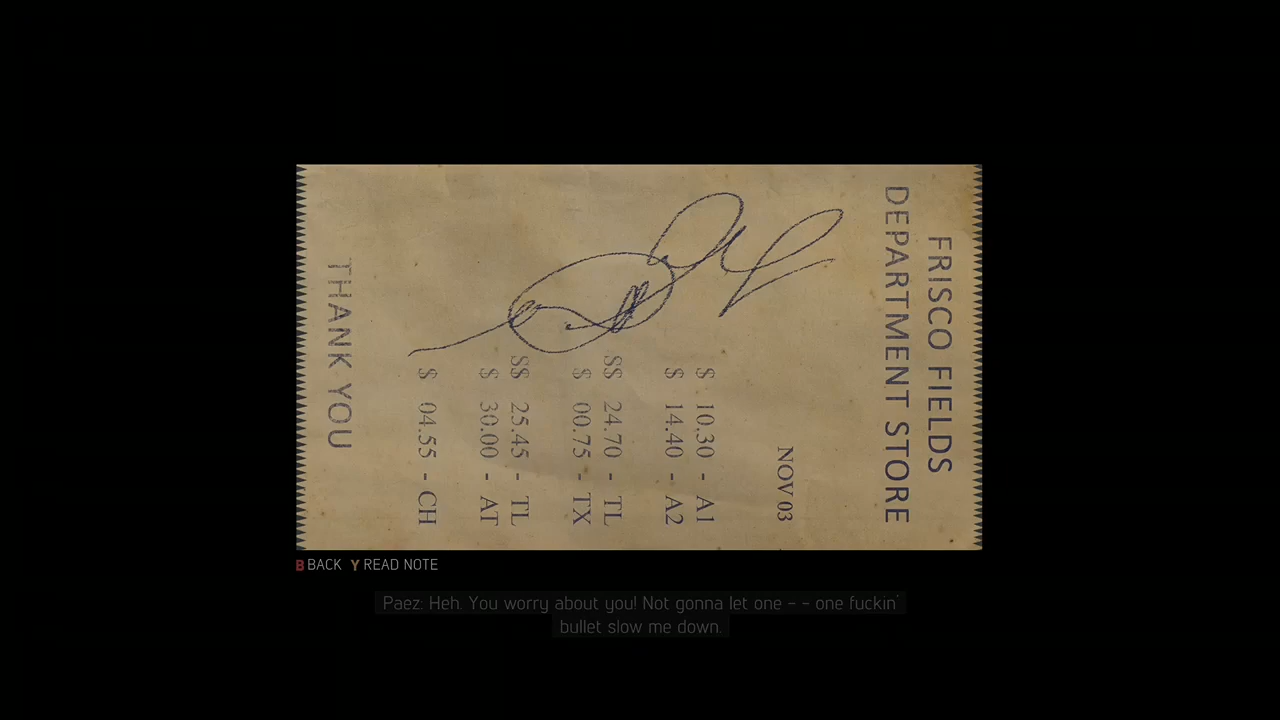 FRISCO FIELDS
DEPARTMENT STORE
NOV 03
$ 10.30 - A1
$ 14.40 - A2
S$ 24.70 - TL
$ 00.75 - TX
S$ 25.45 - TL
$ 30.00 - AT
$ 04.55 - CH
THANK YOU
B BACK Y READ NOTE
Paez: Heh. You worry about you! Not gonna let one - - one fuckin'
bullet slow me down.